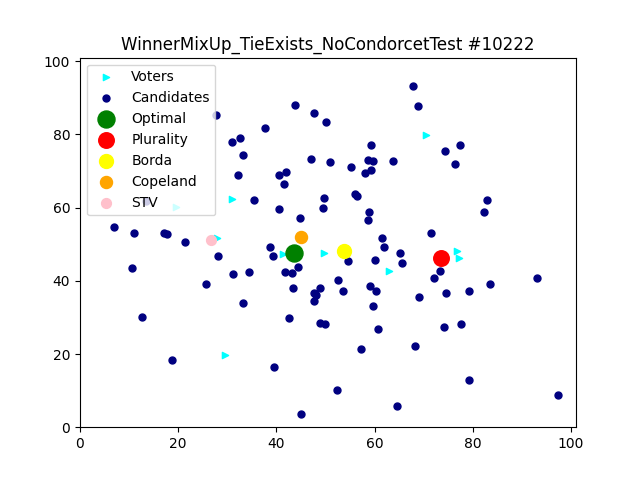 WinnerMixUp_TieExists_NoCondorcetTest #10222
100
80
60
40
20
0
Voters
Candidates
Optimal
Plurality
Borda
Copeland
STV
0 20 40 60 80 100